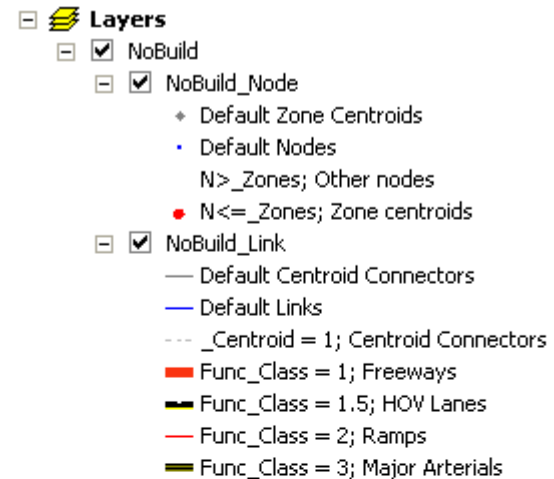 Layers
NoBuild
NoBuild_Node
Default Zone Centroids
Default Nodes
N>_Zones; Other nodes
N<=_Zones; Zone centroids
NoBuild_Link
Default Centroid Connectors
Default Links
_Centroid = 1; Centroid Connectors
Func_Class = 1; Freeways
Func_Class = 1.5; HOV Lanes
Func_Class = 2; Ramps
Func_Class = 3; Major Arterials